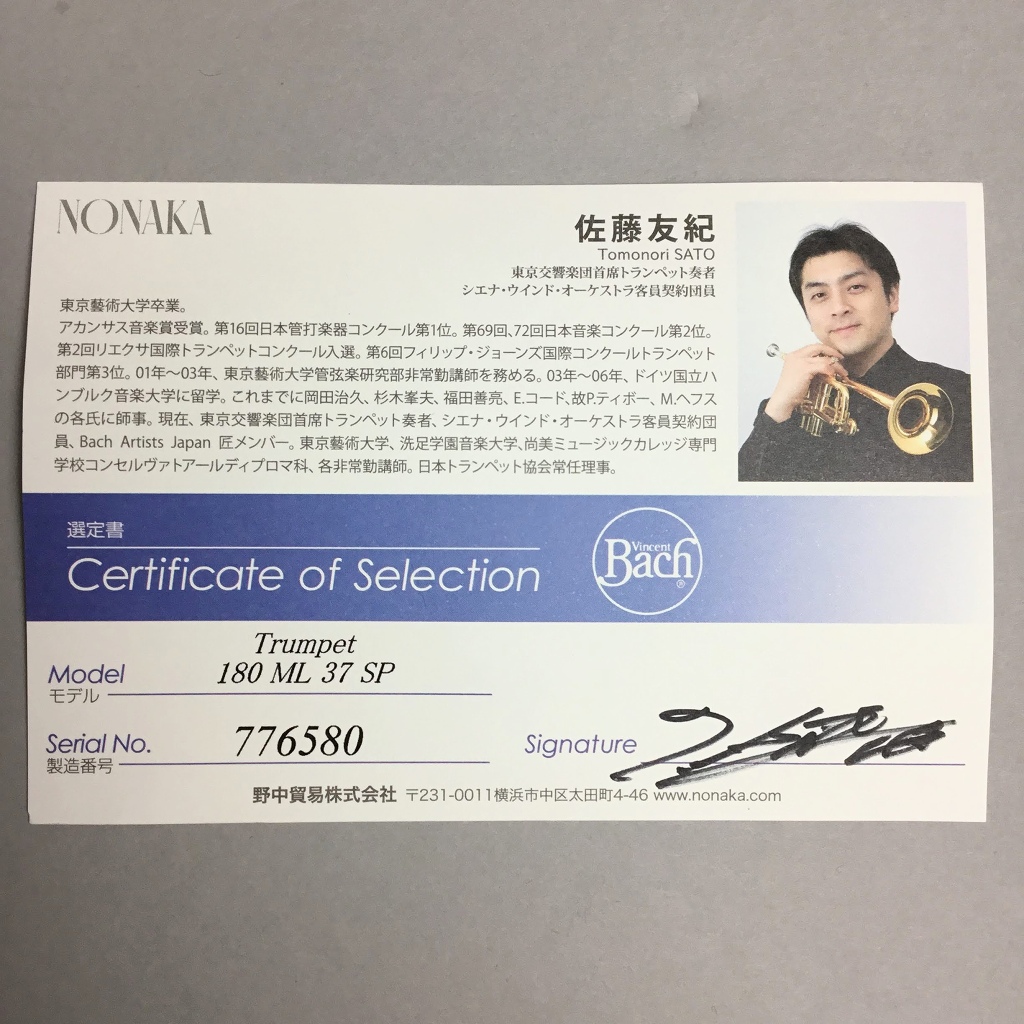 NONAKA
佐藤友紀
Tomonori SATO
東京交響楽団首席トランペット奏者
シエナ・ウインド・オーケストラ客員契約団員
東京藝術大学卒業。
アカンサス音楽賞受賞。第16回日本管打楽器コンクール第1位。第69回、72回日本音楽コンクール第2位。
第2回リエクサ国際トランペットコンクール入選。第6回フィリップ・ジョーンズ国際コンクールトランペット
部門第3位。01年〜03年、東京藝術大学管弦楽研究部非常勤講師を務める。03年〜06年、ドイツ国立ハ
ンブルク音楽大学に留学。これまでに岡田治久、杉木峯夫、福田善亮、E.コード、故P.ティボー、M.ヘフス
の各氏に師事。現在、東京交響楽団首席トランペット奏者、シエナ・ウインド・オーケストラ客員契約団
員、Bach Artists Japan 匠メンバー。東京藝術大学、洗足学園音楽大学、尚美ミュージックカレッジ専門
学校コンセルヴァトアールディプロマ科、各非常勤講師。日本トランペット協会常任理事。
選定書
Certificate of Selection
Vincent
Bach®
Trumpet
Model 180 ML 37 SP
モデル
Serial No. 776580
製造番号
Signature
野中貿易株式会社 〒231-0011横浜市中区太田町4-46 www.nonaka.com